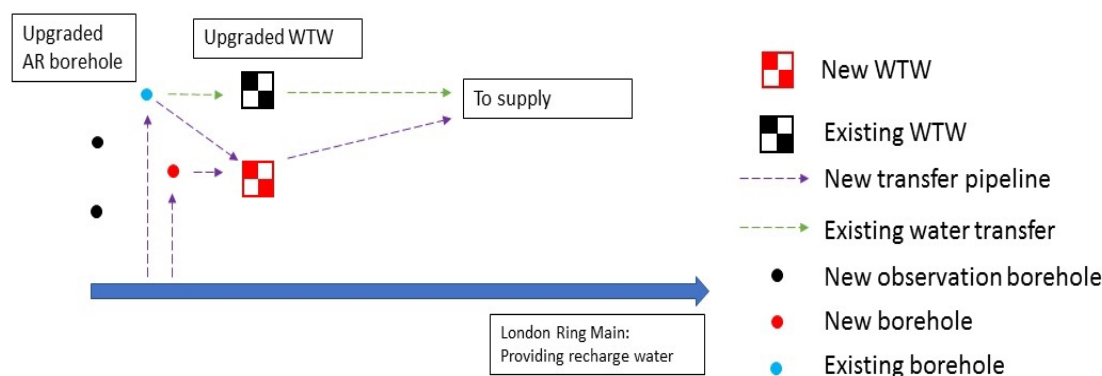 Upgraded
AR borehole
Upgraded WTW
To supply
London Ring Main:
Providing recharge water
New WTW
Existing WTW
New transfer pipeline
Existing water transfer
New observation borehole
New borehole
Existing borehole